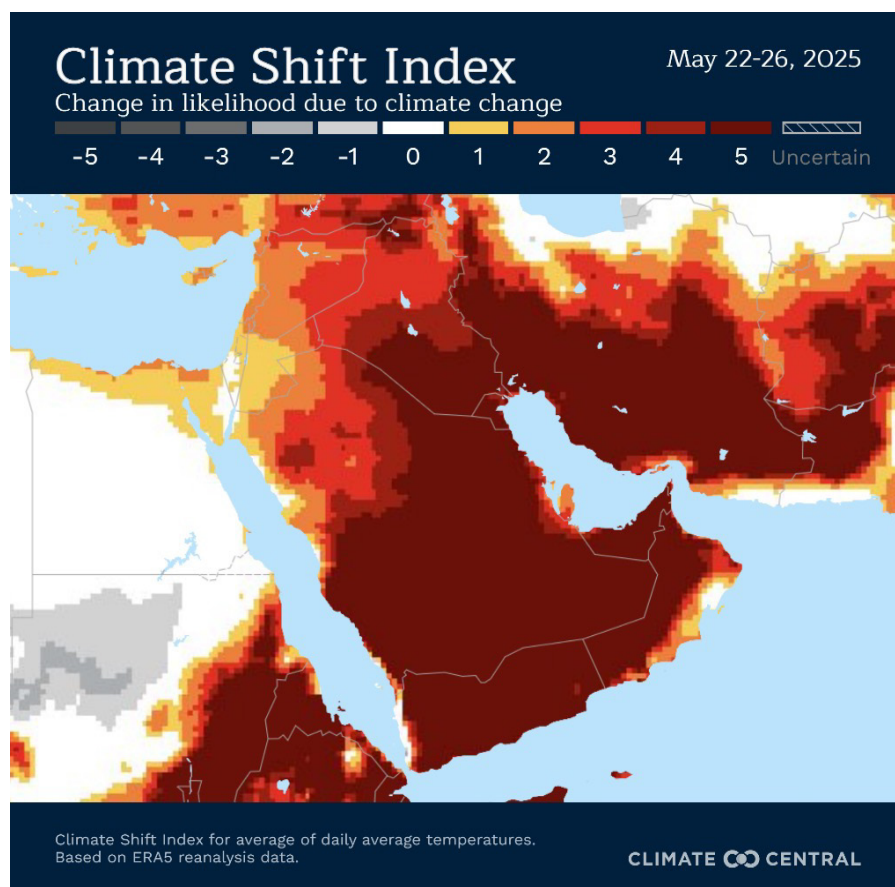 Climate Shift Index
May 22-26, 2025
Change in likelihood due to climate change
-5 -4 -3 -2 -1 0 1 2 3 4 5 Uncertain
Climate Shift Index for average of daily average temperatures.
Based on ERA5 reanalysis data.
CLIMATE CENTRAL